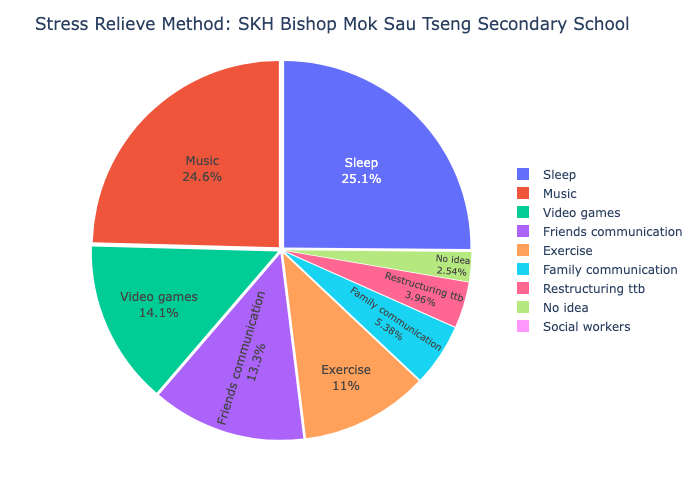 Stress Relieve Method: SKH Bishop Mok Sau Tseng Secondary School
Music
24.6%
Sleep
25.1%
Video games
14.1%
Friends communication
13.3%
Exercise
11%
Family communication
5.38%
Restructuring ttb
3.96%
No idea
2.54%
Sleep
Music
Video games
Friends communication
Exercise
Family communication
Restructuring ttb
No idea
Social workers